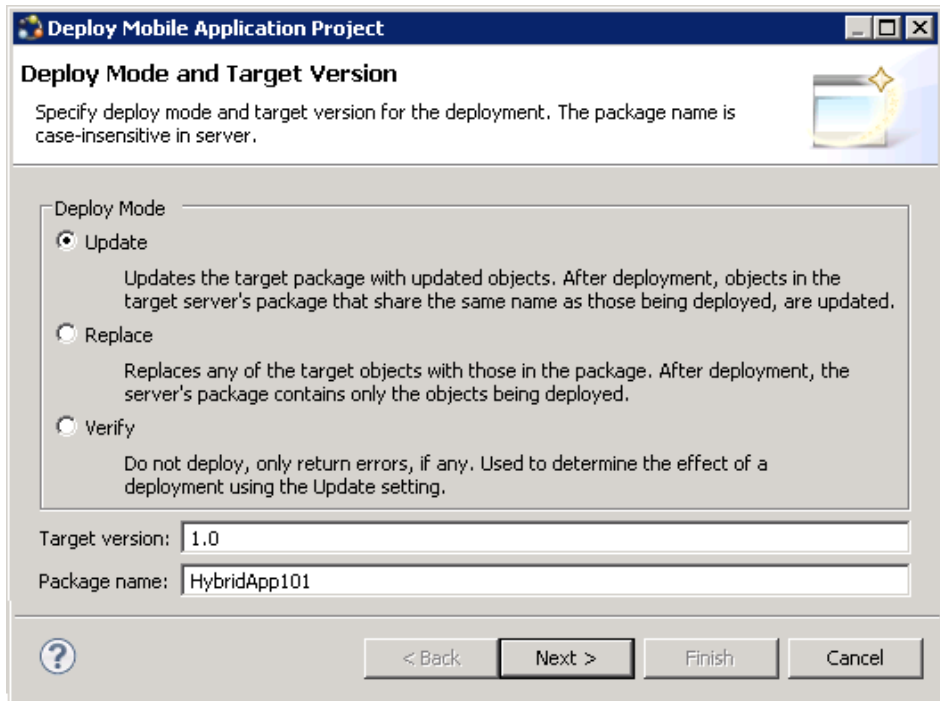 Deploy Mobile Application Project
Deploy Mode and Target Version
Specify deploy mode and target version for the deployment. The package name is
case-insensitive in server.
Deploy Mode
Update
Updates the target package with updated objects. After deployment, objects in the
target server's package that share the same name as those being deployed, are updated.
Replace
Replaces any of the target objects with those in the package. After deployment, the
server's package contains only the objects being deployed.
Verify
Do not deploy, only return errors, if any. Used to determine the effect of a
deployment using the Update setting.
Target version: 1.0
Package name: HybridApp101
? < Back Next > Finish Cancel